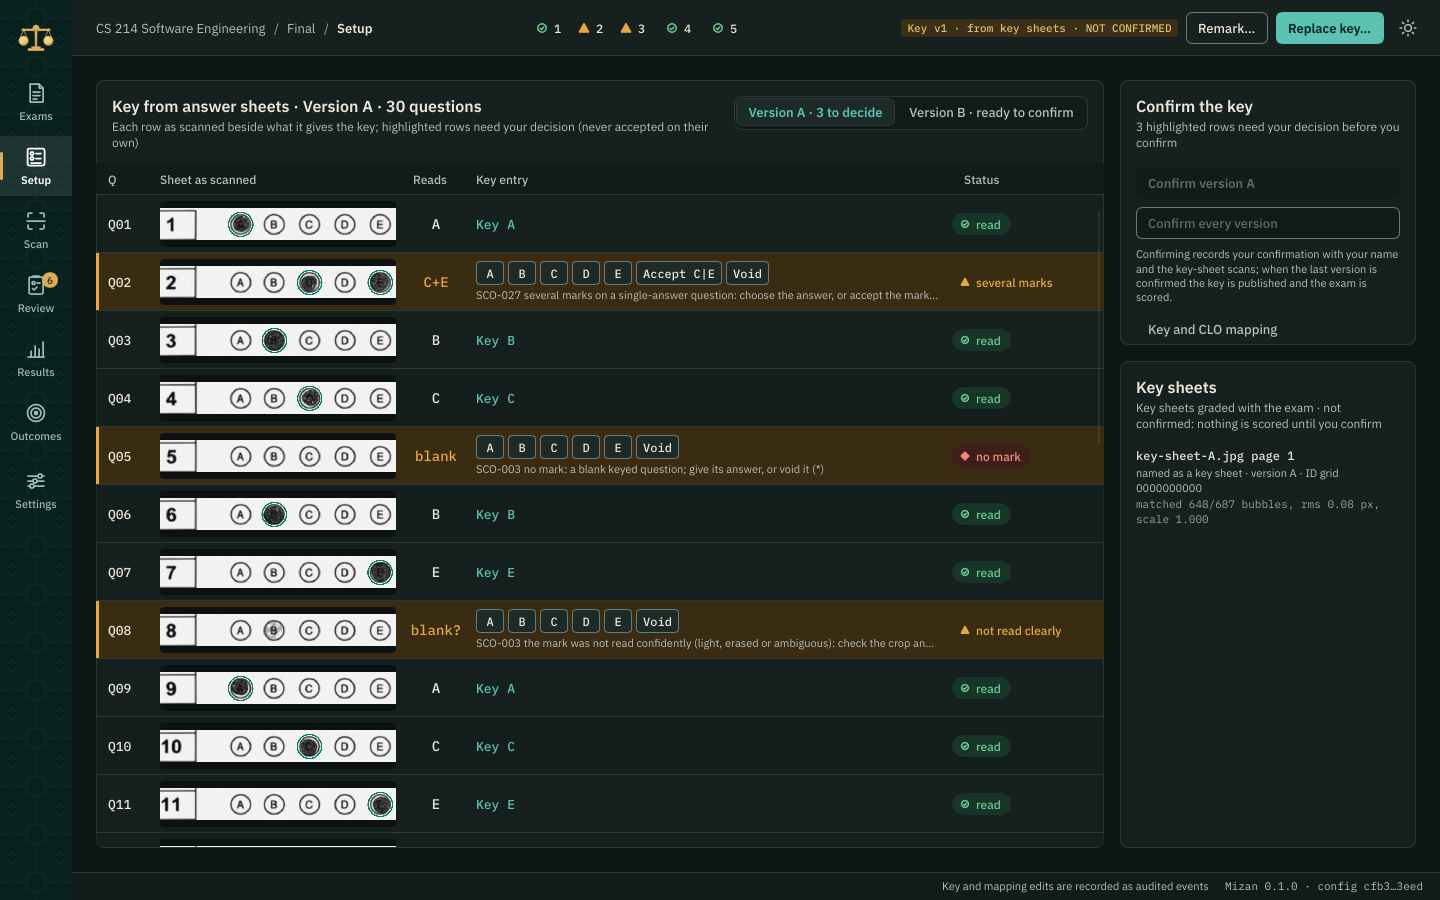 CS 214 Software Engineering / Final / Setup
1 2 3 4 5
Key v1 · from key sheets · NOT CONFIRMED
Remark...
Replace key...
Exams
Setup
Scan
6
Review
Results
Outcomes
Settings
Key from answer sheets · Version A · 30 questions
Each row as scanned beside what it gives the key; highlighted rows need your decision (never accepted on their
own)
Version A · 3 to decide
Version B · ready to confirm
Q Sheet as scanned Reads Key entry Status
Q01 1 B C D E A Key A read
Q02 2 A B D C+E A B C D E Accept C|E Void several marks
SCO-027 several marks on a single-answer question: choose the answer, or accept the mark...
Q03 3 A C D E B Key B read
Q04 4 A B D E C Key C read
Q05 5 A B C D E blank A B C D E Void no mark
SCO-003 no mark: a blank keyed question; give its answer, or void it (*)
Q06 6 A C D E B Key B read
Q07 7 A B C D E Key E read
Q08 8 A B C D E blank? A B C D E Void not read clearly
SCO-003 the mark was not read confidently (light, erased or ambiguous): check the crop an...
Q09 9 B C D E A Key A read
Q10 10 A B D E C Key C read
Q11 11 A B C D E Key E read
Confirm the key
3 highlighted rows need your decision before you
confirm
Confirm version A
Confirm every version
Confirming records your confirmation with your name
and the key-sheet scans; when the last version is
confirmed the key is published and the exam is
scored.
Key and CLO mapping
Key sheets
Key sheets graded with the exam · not
confirmed: nothing is scored until you confirm
key-sheet-A.jpg page 1
named as a key sheet · version A · ID grid
0000000000
matched 648/687 bubbles, rms 0.08 px,
scale 1.000
Key and mapping edits are recorded as audited events
Mizan 0.1.0 · config cfb3…3eed